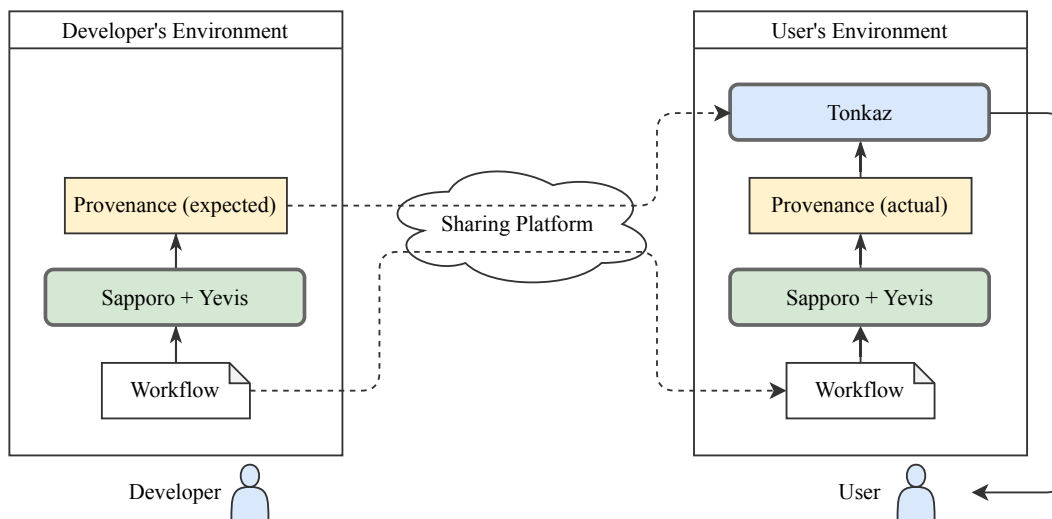 Developer's Environment
User's Environment
Tonkaz
Provenance (expected)
Sharing Platform
Provenance (actual)
Sapporo + Yevis
Sapporo + Yevis
Workflow
Workflow
Developer
User